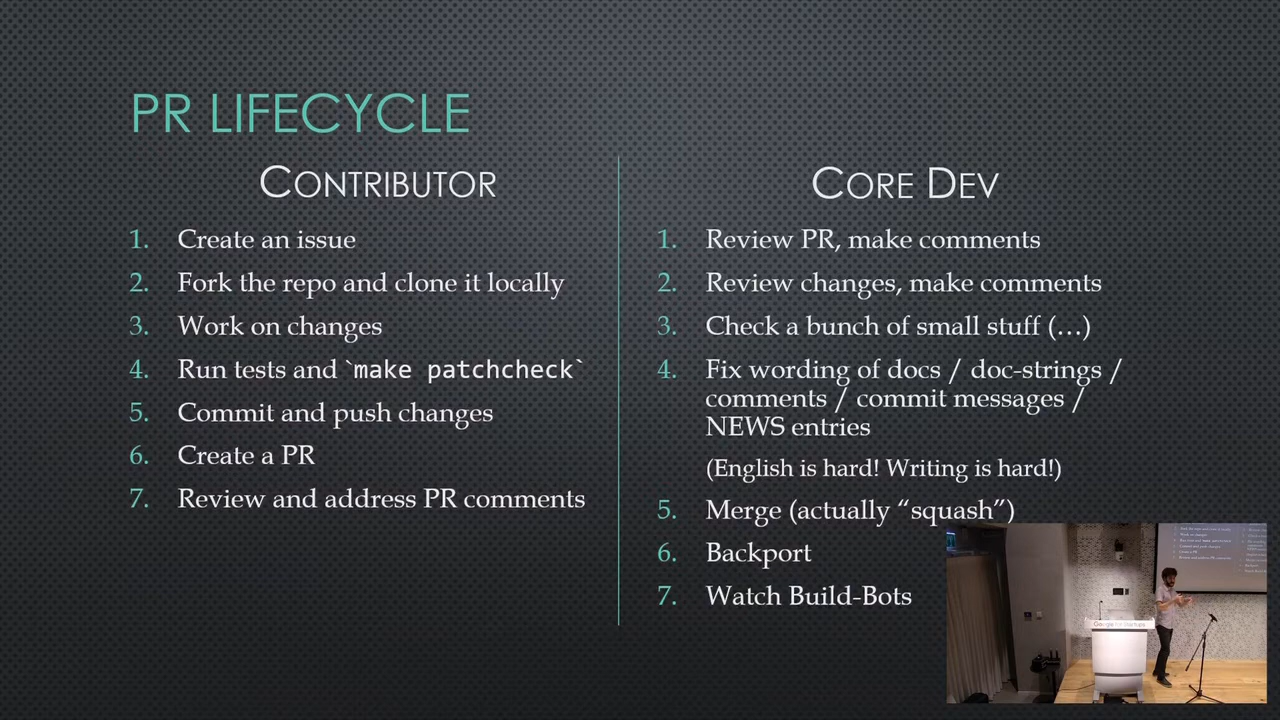 PR LIFECYCLE
CONTRIBUTOR
1. Create an issue
2. Fork the repo and clone it locally
3. Work on changes
4. Run tests and `make patchcheck`
5. Commit and push changes
6. Create a PR
7. Review and address PR comments
CORE DEV
1. Review PR, make comments
2. Review changes, make comments
3. Check a bunch of small stuff (…)
4. Fix wording of docs / doc-strings /
comments / commit messages /
NEWS entries
(English is hard! Writing is hard!)
5. Merge (actually “squash”)
6. Backport
7. Watch Build-Bots
Google for Startups